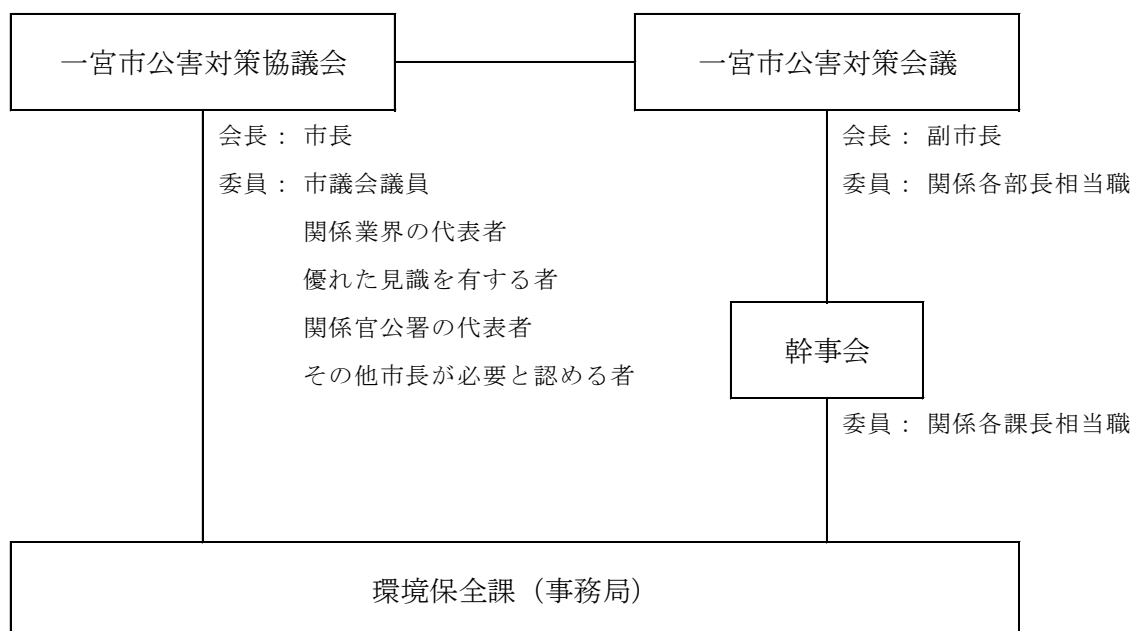 一宮市公害対策協議会
一宮市公害対策会議
会長： 市長
委員： 市議会議員
関係業界の代表者
優れた見識を有する者
関係官公署の代表者
その他市長が必要と認める者
会長： 副市長
委員： 関係各部長相当職
幹事会
委員： 関係各課長相当職
環境保全課（事務局）